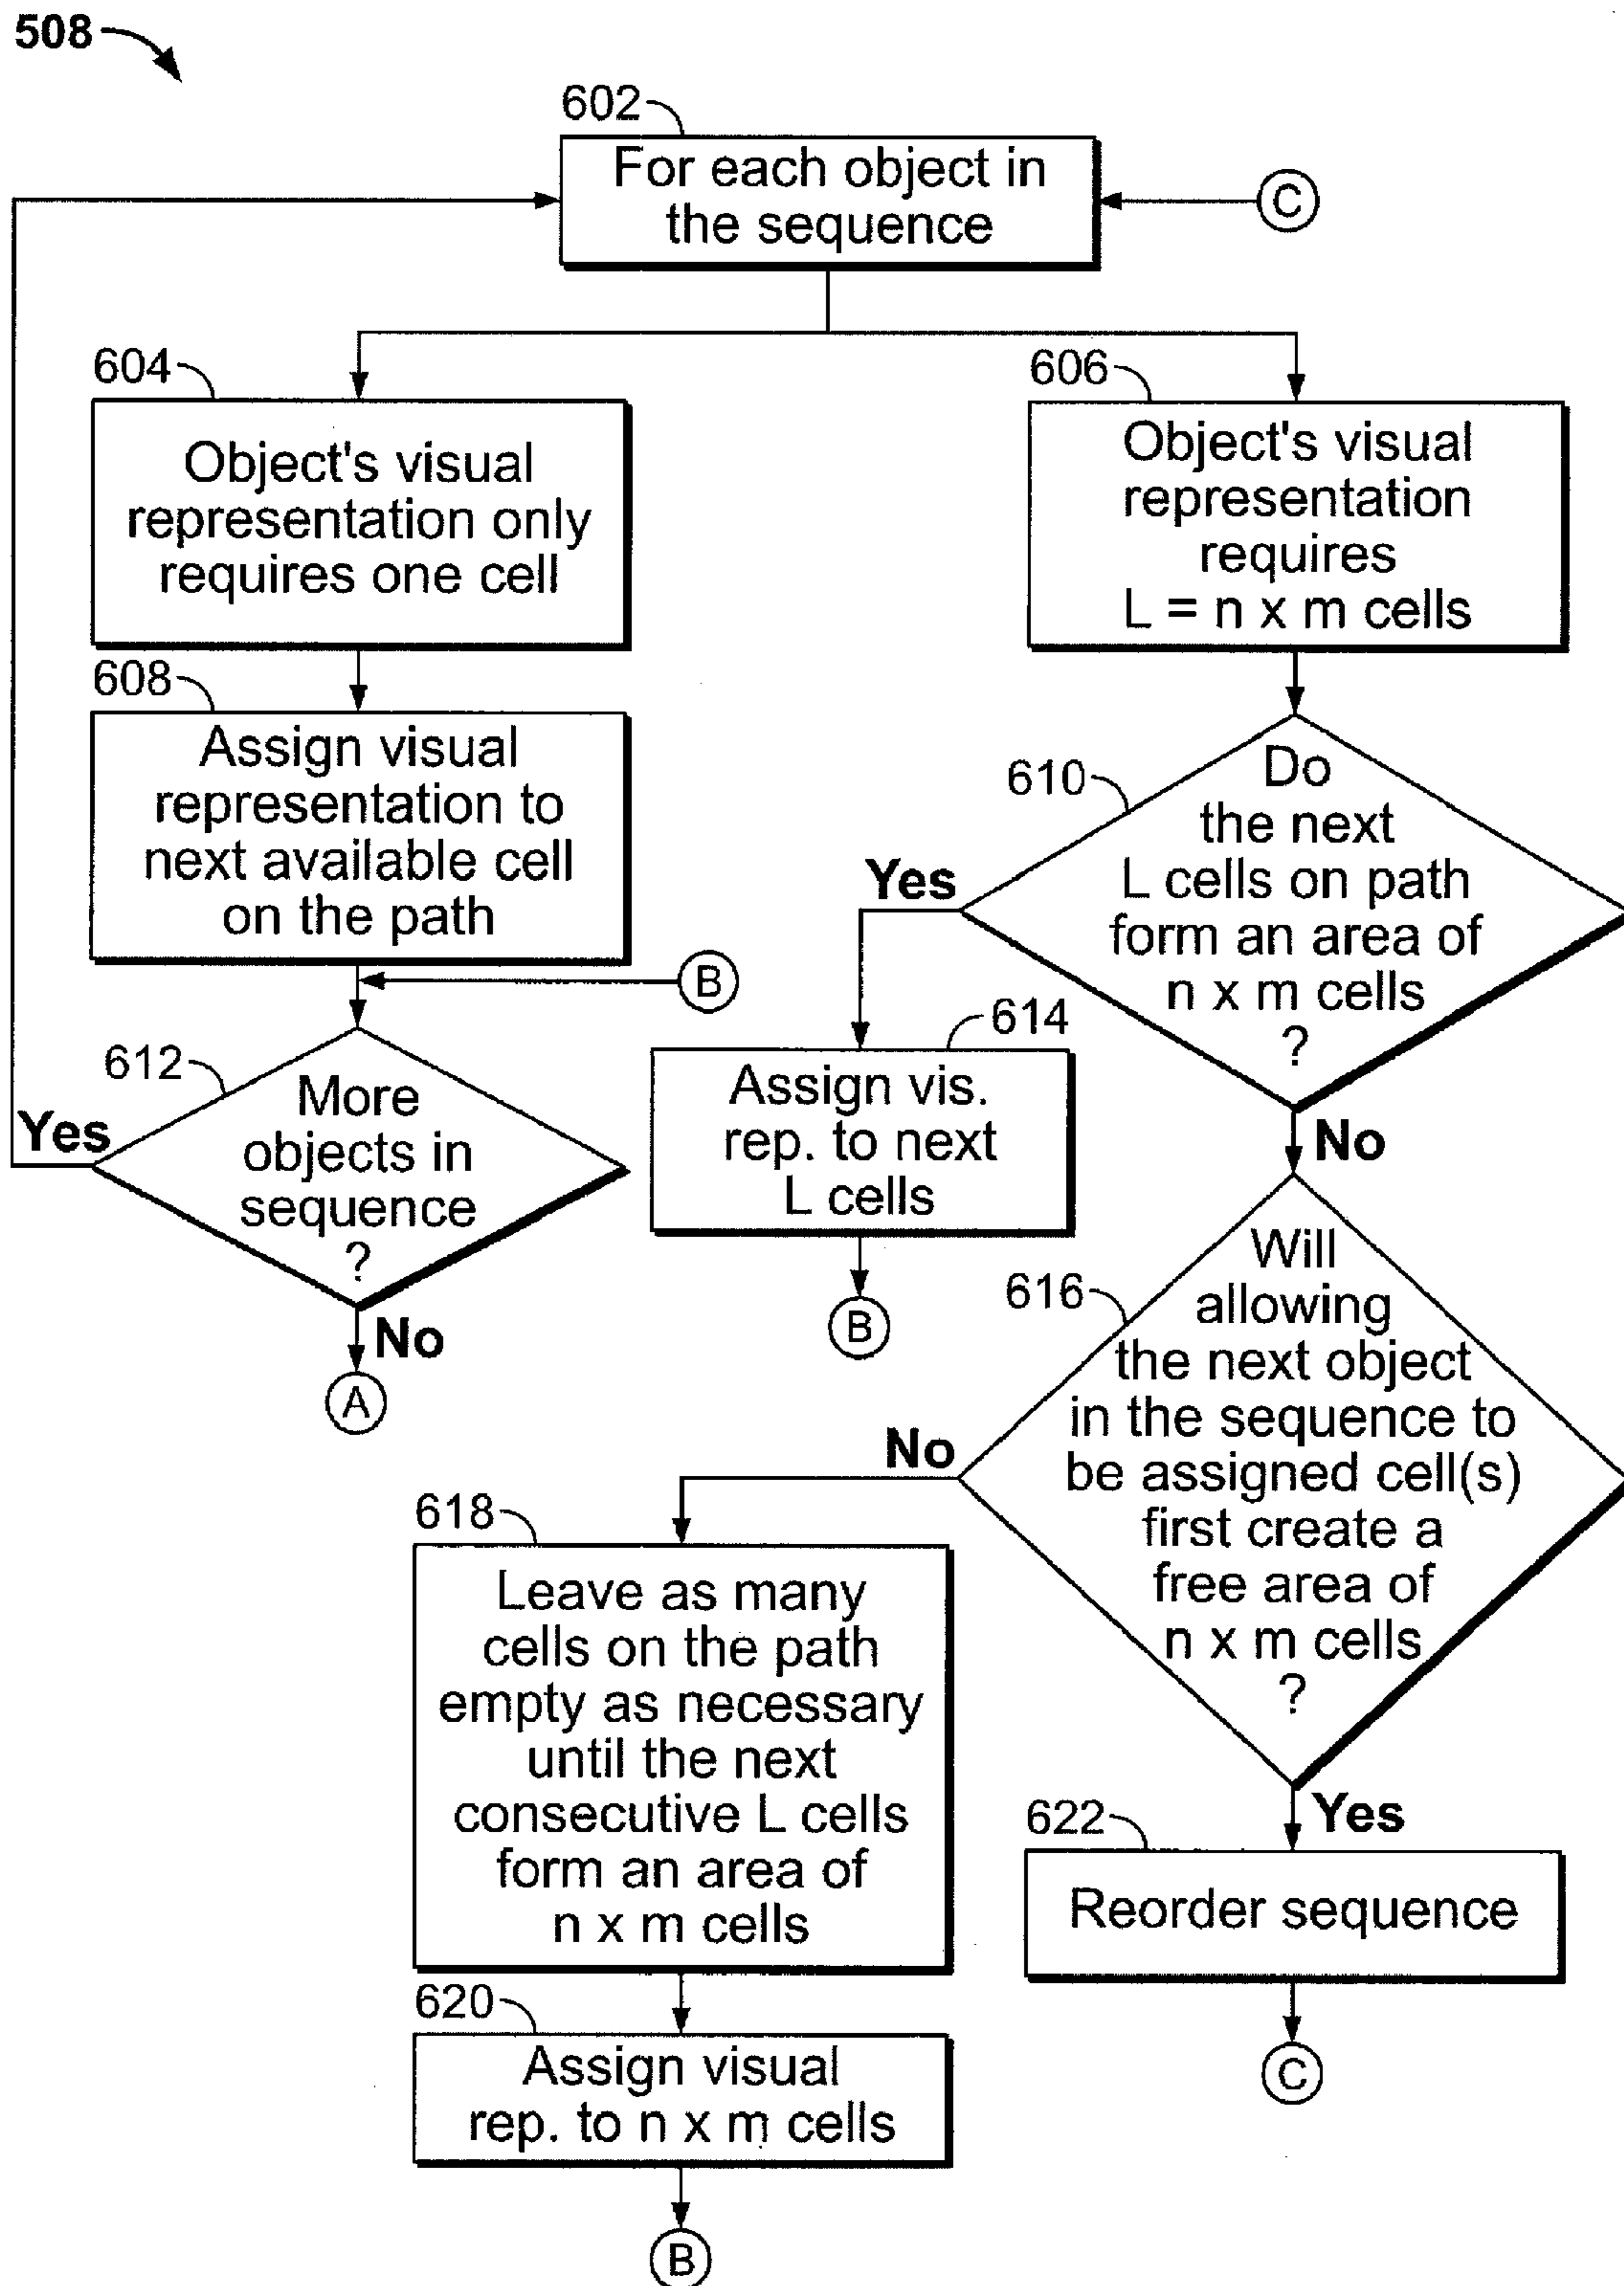 508
602
For each object in
the sequence
C
604
Object's visual
representation only
requires one cell
606
Object's visual
representation
requires
L = n x m cells
608
Assign visual
representation to
next available cell
on the path
B
610
Do
the next
L cells on path
form an area of
n x m cells
?
Yes
No
612
More
objects in
sequence
?
Yes
No
A
614
Assign vis.
rep. to next
L cells
B
616
Will
allowing
the next object
in the sequence to
be assigned cell(s)
first create a
free area of
n x m cells
?
No
Yes
618
Leave as many
cells on the path
empty as necessary
until the next
consecutive L cells
form an area of
n x m cells
620
Assign visual
rep. to n x m cells
B
622
Reorder sequence
C